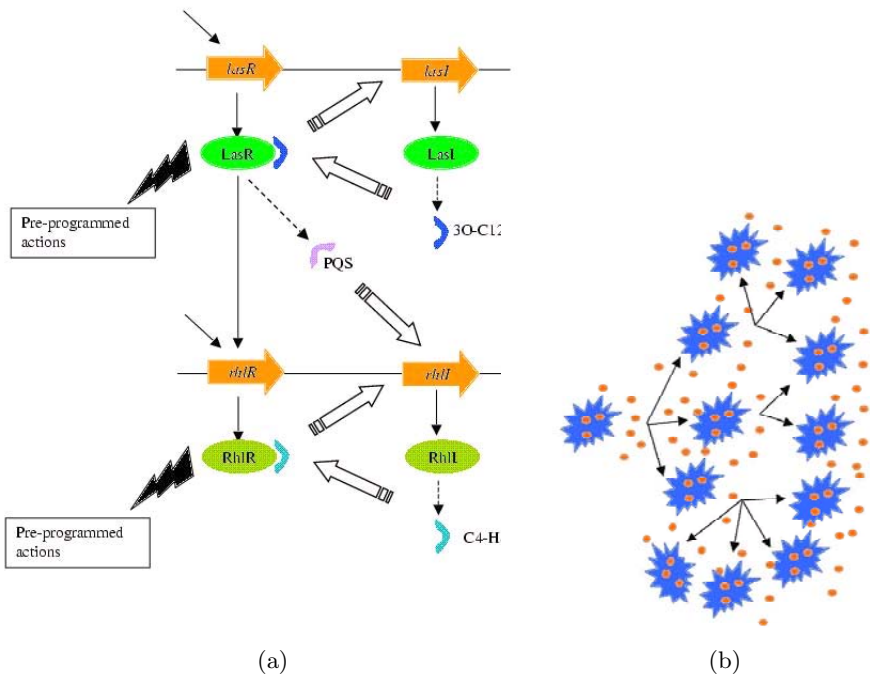 lasR
lasI
LasR
LasI
Pre-programmed
actions
3O-C12
PQS
rhlR
rhlI
RhlR
RhlI
Pre-programmed
actions
C4-H
(a)
(b)